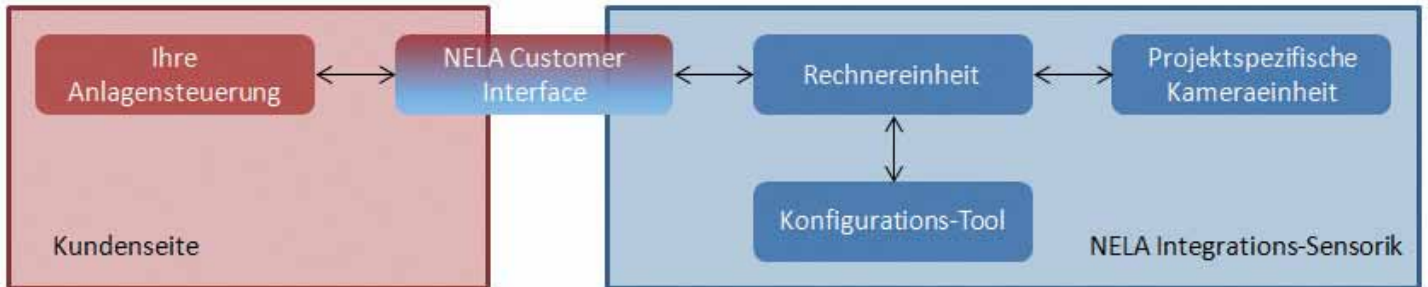 Ihre
Anlagensteuerung
NELA Customer
Interface
Rechnereinheit
Projektspezifische
Kameraeinheit
Konfigurations-Tool
Kundenseite
NELA Integrations-Sensorik